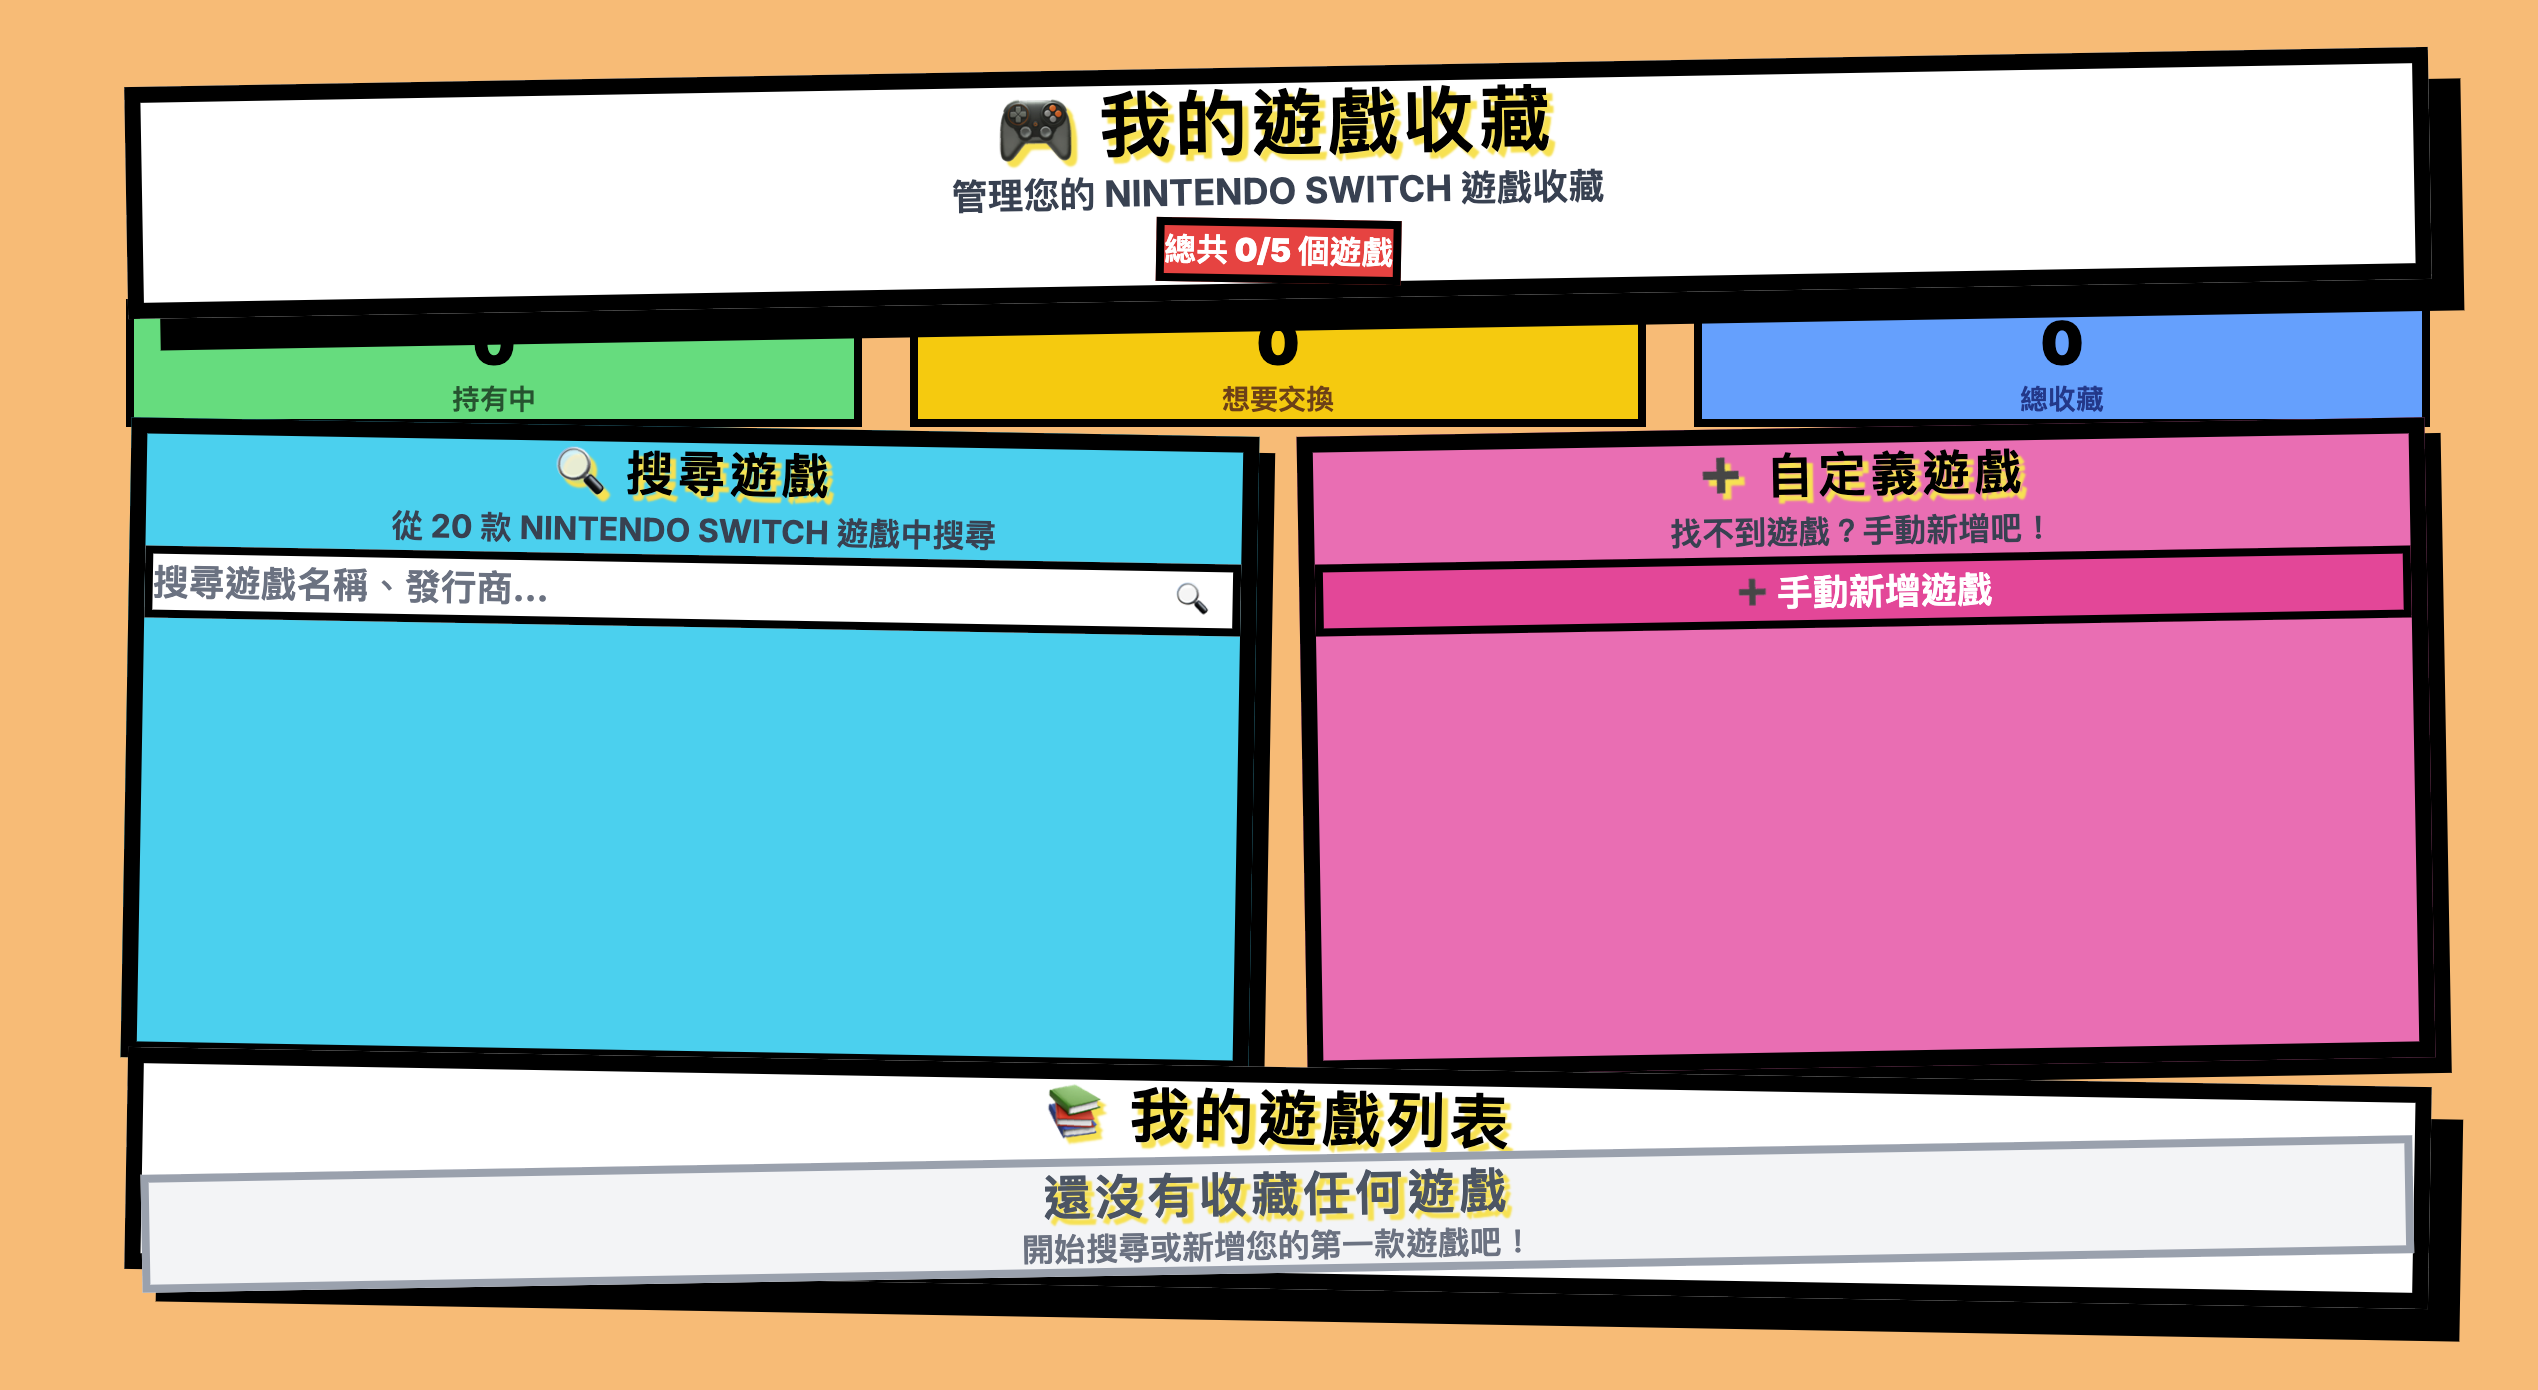 我的遊戲收藏
管理您的 NINTENDO SWITCH 遊戲收藏
總共 0/5 個遊戲
0
持有中
0
想要交換
0
總收藏
搜尋遊戲
從 20 款 NINTENDO SWITCH 遊戲中搜尋
搜尋遊戲名稱、發行商...
自定義遊戲
找不到遊戲？手動新增吧！
手動新增遊戲
我的遊戲列表
還沒有收藏任何遊戲
開始搜尋或新增您的第一款遊戲吧！